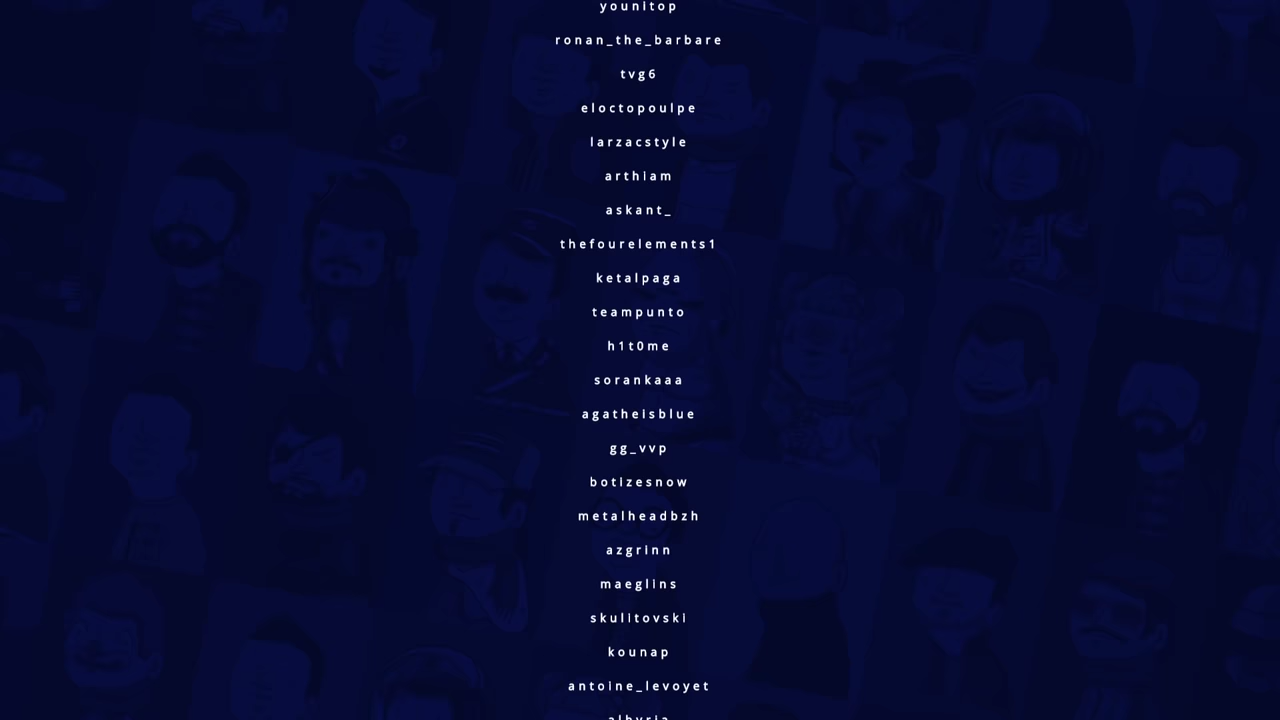 younitop
ronan_the_barbare
tvg6
eloctopoulpe
larzacstyle
arthiam
askant_
thefourelements1
ketalpaga
teampunto
h1t0me
sorankaaa
agatheisblue
gg_vvp
botizesnow
metalheadbzh
azgrinn
maeglins
skulitovski
kounap
antoine_levoyet